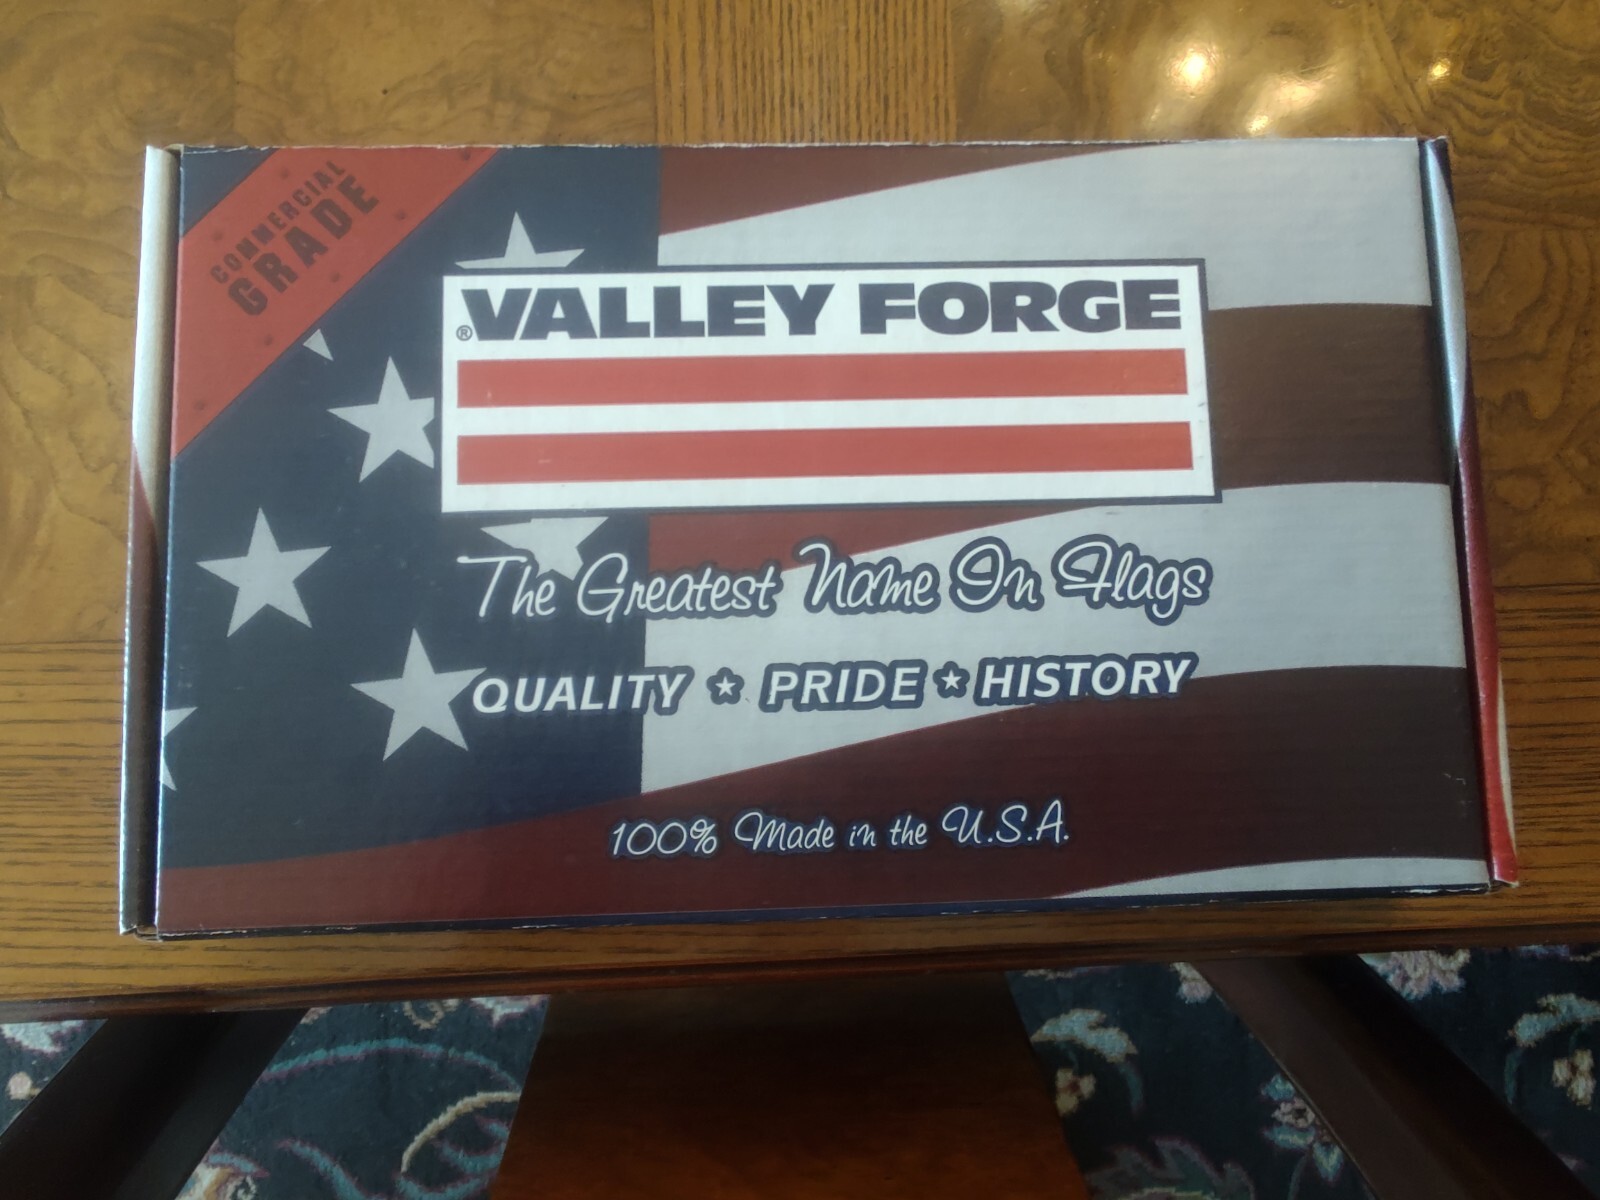 COMMERCIAL
GRADE
®VALLEY FORGE
The Greatest Name In Flags
QUALITY ★ PRIDE ★ HISTORY
100% Made in the U.S.A.